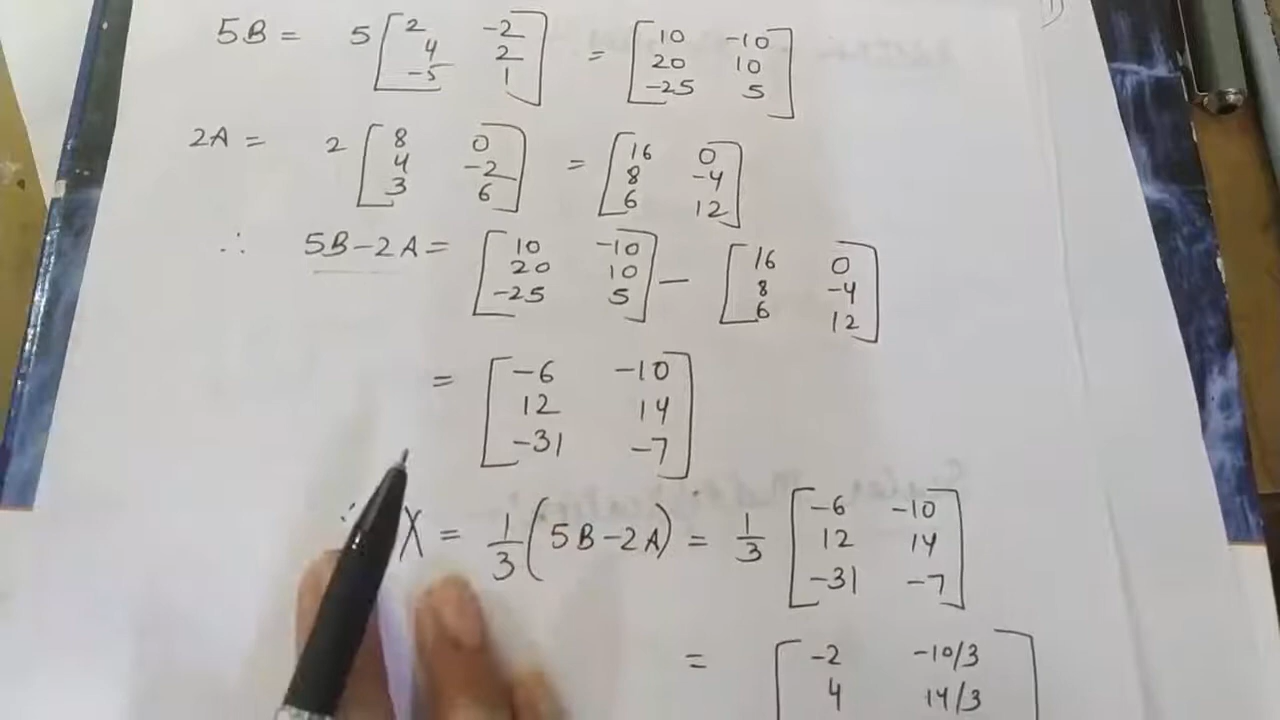 5B = 5 [2 -2; 4 2; -5 1] = [10 -10; 20 10; -25 5]
2A = 2 [8 0; 4 -2; 3 6] = [16 0; 8 -4; 6 12]
∴ 5B-2A = [10 -10; 20 10; -25 5] - [16 0; 8 -4; 6 12]
= [-6 -10; 12 14; -31 -7]
∴ X = 1/3 (5B-2A) = 1/3 [-6 -10; 12 14; -31 -7]
= [-2 -10/3; 4 14/3